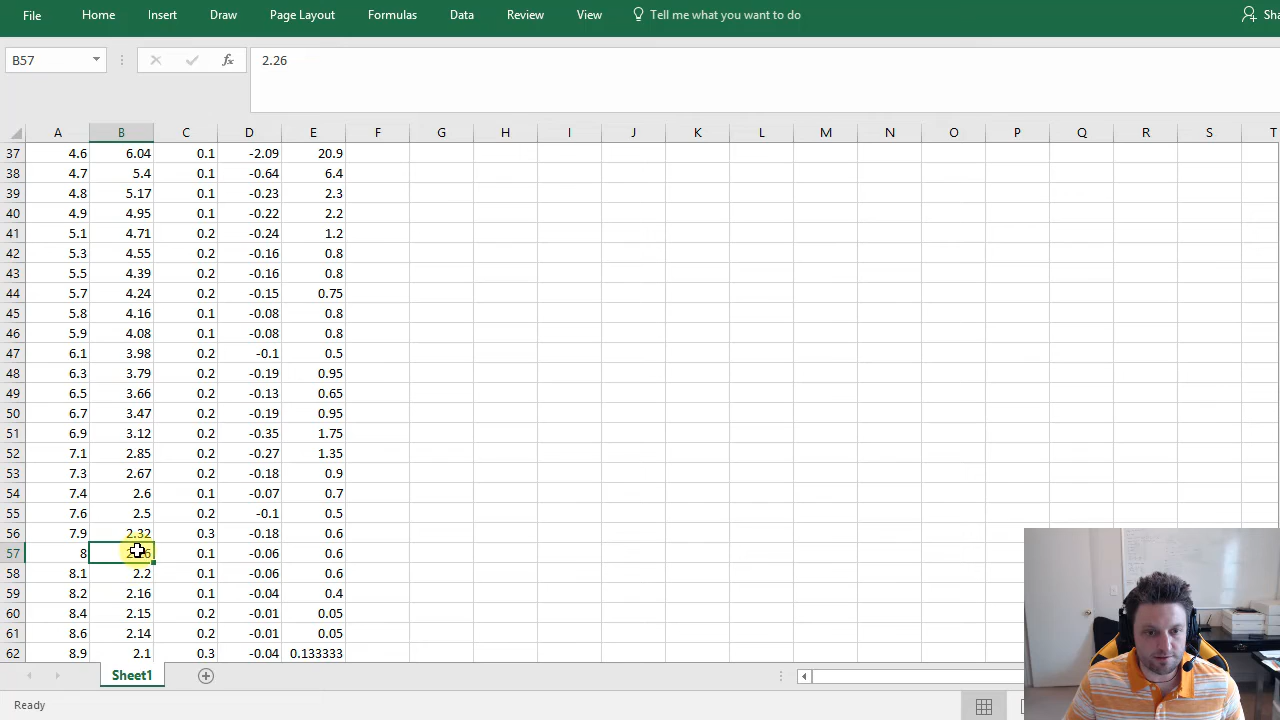 File Home Insert Draw Page Layout Formulas Data Review View Tell me what you want to do
B57 fx 2.26
A B C D E F G H I J K L M N O P Q R S T
37 4.6 6.04 0.1 -2.09 20.9
38 4.7 5.4 0.1 -0.64 6.4
39 4.8 5.17 0.1 -0.23 2.3
40 4.9 4.95 0.1 -0.22 2.2
41 5.1 4.71 0.2 -0.24 1.2
42 5.3 4.55 0.2 -0.16 0.8
43 5.5 4.39 0.2 -0.16 0.8
44 5.7 4.24 0.2 -0.15 0.75
45 5.8 4.16 0.1 -0.08 0.8
46 5.9 4.08 0.1 -0.08 0.8
47 6.1 3.98 0.2 -0.1 0.5
48 6.3 3.79 0.2 -0.19 0.95
49 6.5 3.66 0.2 -0.13 0.65
50 6.7 3.47 0.2 -0.19 0.95
51 6.9 3.12 0.2 -0.35 1.75
52 7.1 2.85 0.2 -0.27 1.35
53 7.3 2.67 0.2 -0.18 0.9
54 7.4 2.6 0.1 -0.07 0.7
55 7.6 2.5 0.2 -0.1 0.5
56 7.9 2.32 0.3 -0.18 0.6
57 8 0.1 -0.06 0.6
58 8.1 2.2 0.1 -0.06 0.6
59 8.2 2.16 0.1 -0.04 0.4
60 8.4 2.15 0.2 -0.01 0.05
61 8.6 2.14 0.2 -0.01 0.05
62 8.9 2.1 0.3 -0.04 0.133333
Sheet1
Ready